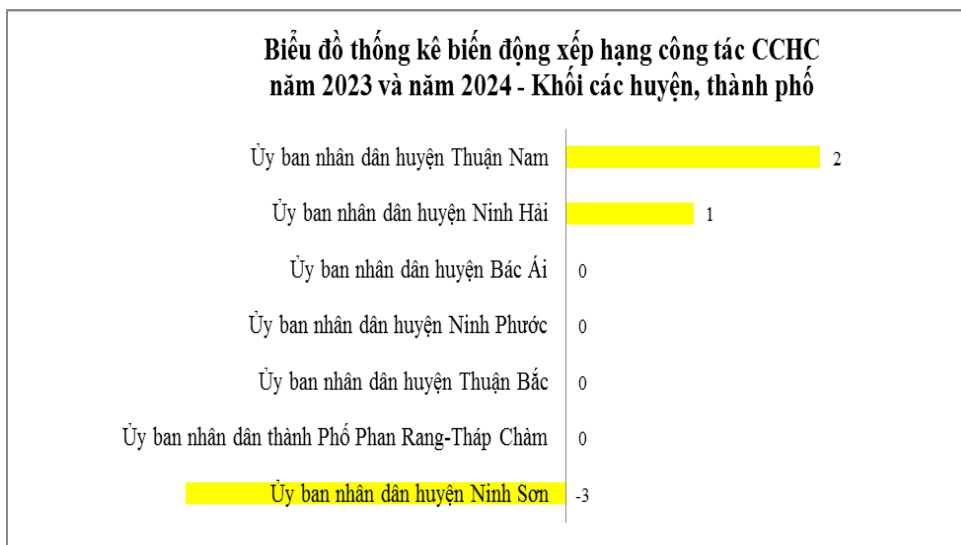 Biểu đồ thống kê biến động xếp hạng công tác CCHC
năm 2023 và năm 2024 - Khối các huyện, thành phố
Ủy ban nhân dân huyện Thuận Nam 2
Ủy ban nhân dân huyện Ninh Hải 1
Ủy ban nhân dân huyện Bác Ái 0
Ủy ban nhân dân huyện Ninh Phước 0
Ủy ban nhân dân huyện Thuận Bắc 0
Ủy ban nhân dân thành Phố Phan Rang-Tháp Chàm 0
Ủy ban nhân dân huyện Ninh Sơn -3